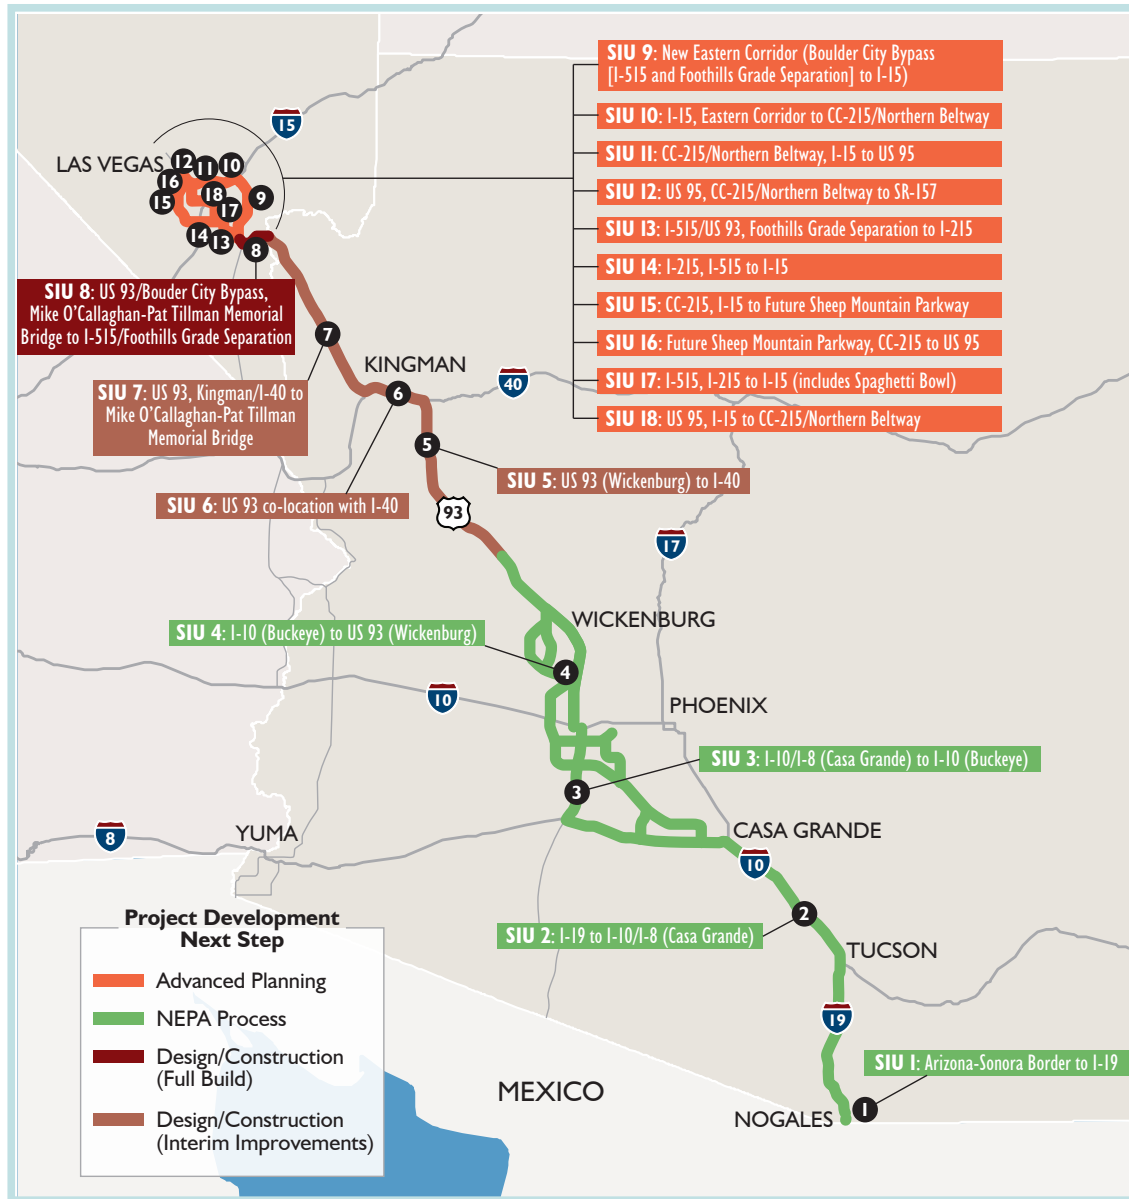 SIU 9: New Eastern Corridor (Boulder City Bypass
[I-515 and Foothills Grade Separation] to I-15)
SIU 10: I-15, Eastern Corridor to CC-215/Northern Beltway
SIU 11: CC-215/Northern Beltway, I-15 to US 95
SIU 12: US 95, CC-215/Northern Beltway to SR-157
SIU 13: I-515/US 93, Foothills Grade Separation to I-215
SIU 14: I-215, I-515 to I-15
SIU 15: CC-215, I-15 to Future Sheep Mountain Parkway
SIU 16: Future Sheep Mountain Parkway, CC-215 to US 95
SIU 17: I-515, I-215 to I-15 (includes Spaghetti Bowl)
SIU 18: US 95, I-15 to CC-215/Northern Beltway
15
LAS VEGAS
12
11
10
16
18
9
15
17
14
13
8
SIU 8: US 93/Bouder City Bypass,
Mike O'Callaghan-Pat Tillman Memorial
Bridge to I-515/Foothills Grade Separation
7
KINGMAN
40
SIU 7: US 93, Kingman/I-40 to
Mike O'Callaghan-Pat Tillman
Memorial Bridge
6
5
SIU 5: US 93 (Wickenburg) to I-40
SIU 6: US 93 co-location with I-40
93
17
WICKENBURG
SIU 4: I-10 (Buckeye) to US 93 (Wickenburg)
4
10
PHOENIX
SIU 3: I-10/I-8 (Casa Grande) to I-10 (Buckeye)
3
8
YUMA
CASA GRANDE
10
2
SIU 2: I-19 to I-10/I-8 (Casa Grande)
TUCSON
19
SIU 1: Arizona-Sonora Border to I-19
MEXICO
NOGALES
1
Project Development
Next Step
Advanced Planning
NEPA Process
Design/Construction
(Full Build)
Design/Construction
(Interim Improvements)